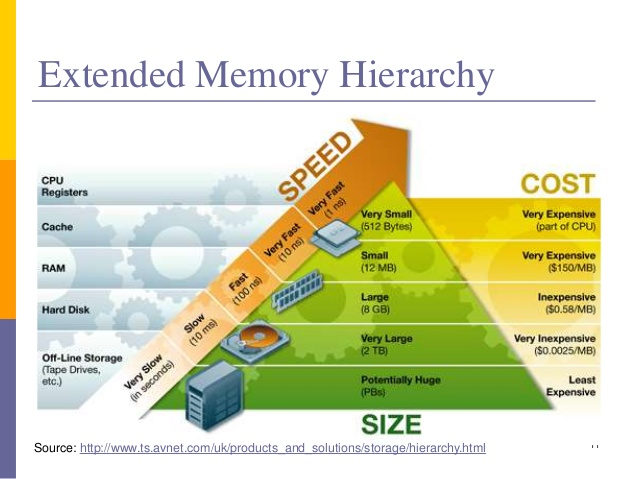 Extended Memory Hierarchy
SPEED
COST
CPU
Registers
Very Fast
(1 ns)
Very Small
(512 Bytes)
Very Expensive
(part of CPU)
Cache
Very Fast
(10 ns)
Small
(12 MB)
Very Expensive
($150/MB)
RAM
Fast
(100 ns)
Large
(8 GB)
Inexpensive
($0.58/MB)
Hard Disk
Slow
(10 ms)
Very Large
(2 TB)
Very Inexpensive
($0.0025/MB)
Off-Line Storage
(Tape Drives,
etc.)
Very Slow
(in seconds)
Potentially Huge
(PBs)
Least
Expensive
SIZE
Source: http://www.ts.avnet.com/uk/products_and_solutions/storage/hierarchy.html